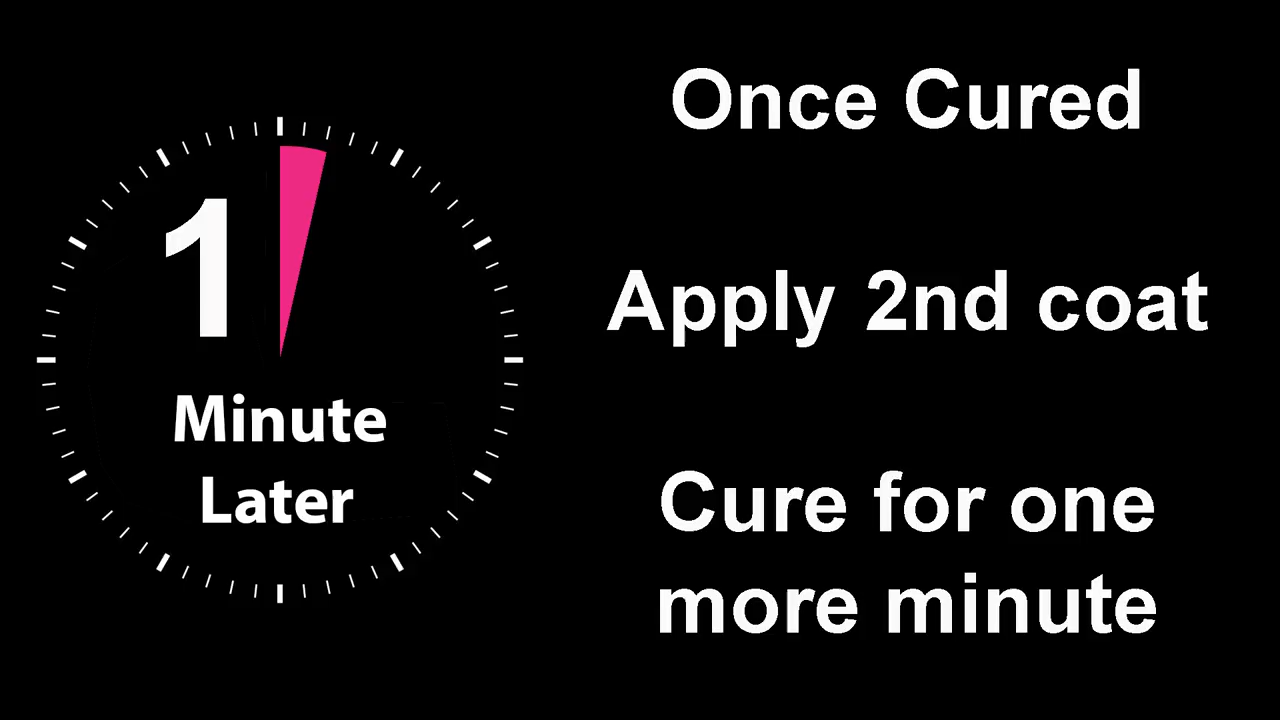 1
Minute
Later
Once Cured
Apply 2nd coat
Cure for one
more minute